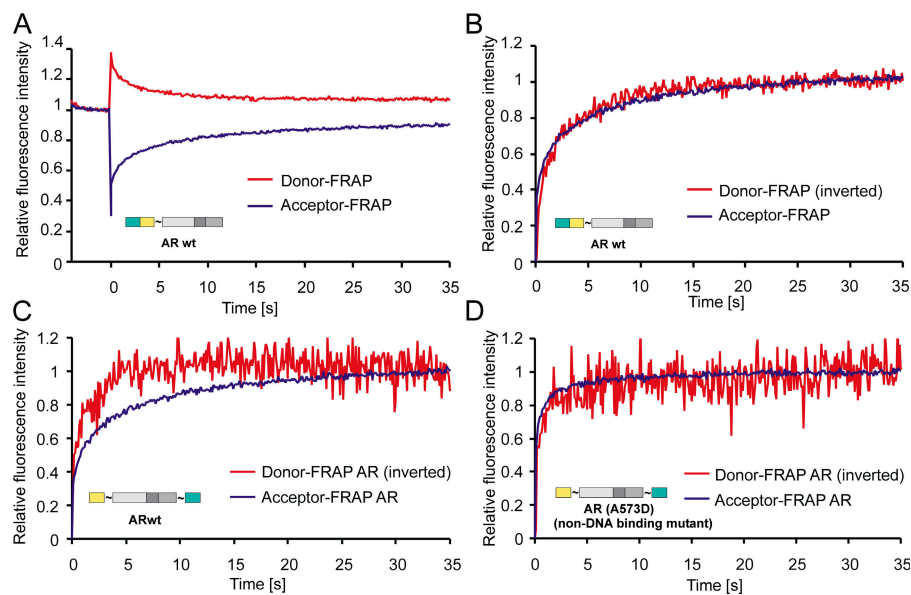 A
Relative fluorescence intensity
1.4
1.2
1.0
0.8
0.6
0.4
0.2
0
Donor-FRAP
Acceptor-FRAP
~
AR wt
0 5 10 15 20 25 30 35
Time [s]
B
Relative fluorescence intensity
1.2
1
0.8
0.6
0.4
0.2
0
Donor-FRAP (inverted)
Acceptor-FRAP
~
AR wt
0 5 10 15 20 25 30 35
Time [s]
C
Relative fluorescence intensity
1.2
1
0.8
0.6
0.4
0.2
0
Donor-FRAP AR (inverted)
Acceptor-FRAP AR
~ ~
ARwt
0 5 10 15 20 25 30 35
Time [s]
D
Relative fluorescence intensity
1.2
1
0.8
0.6
0.4
0.2
0
Donor-FRAP AR (inverted)
Acceptor-FRAP AR
~ ~
AR (A573D)
(non-DNA binding mutant)
0 5 10 15 20 25 30 35
Time [s]